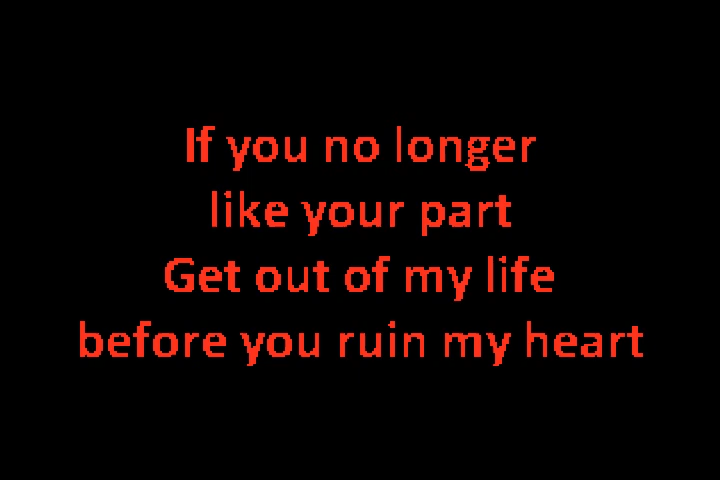 If you no longer
like your part
Get out of my life
before you ruin my heart